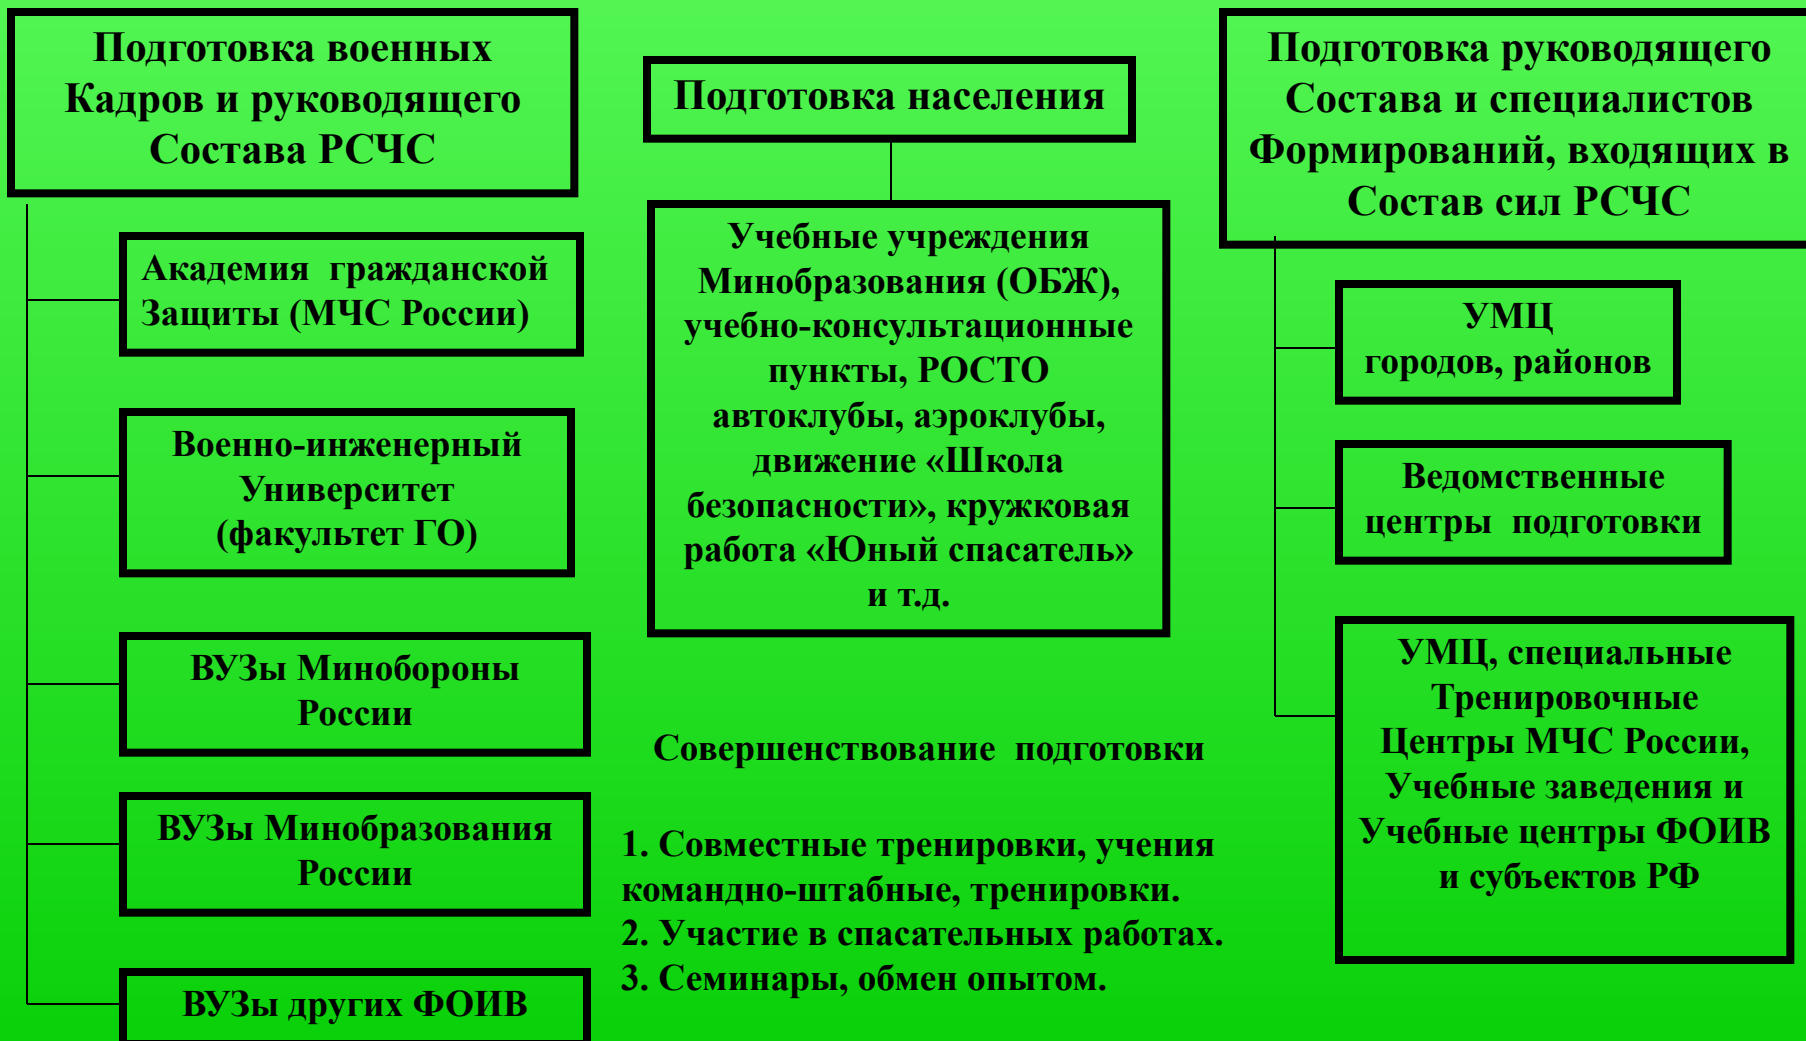 Подготовка военных
Кадров и руководящего
Состава РСЧС
Академия гражданской
Защиты (МЧС России)
Военно-инженерный
Университет
(факультет ГО)
ВУЗы Минобороны
России
ВУЗы Минобразования
России
ВУЗы других ФОИВ
Подготовка населения
Учебные учреждения
Минобразования (ОБЖ),
учебно-консультационные
пункты, РОСТО
автоклубы, аэроклубы,
движение «Школа
безопасности», кружковая
работа «Юный спасатель»
и т.д.
Совершенствование подготовки
1. Совместные тренировки, учения
командно-штабные, тренировки.
2. Участие в спасательных работах.
3. Семинары, обмен опытом.
Подготовка руководящего
Состава и специалистов
Формирований, входящих в
Состав сил РСЧС
УМЦ
городов, районов
Ведомственные
центры подготовки
УМЦ, специальные
Тренировочные
Центры МЧС России,
Учебные заведения и
Учебные центры ФОИВ
и субъектов РФ